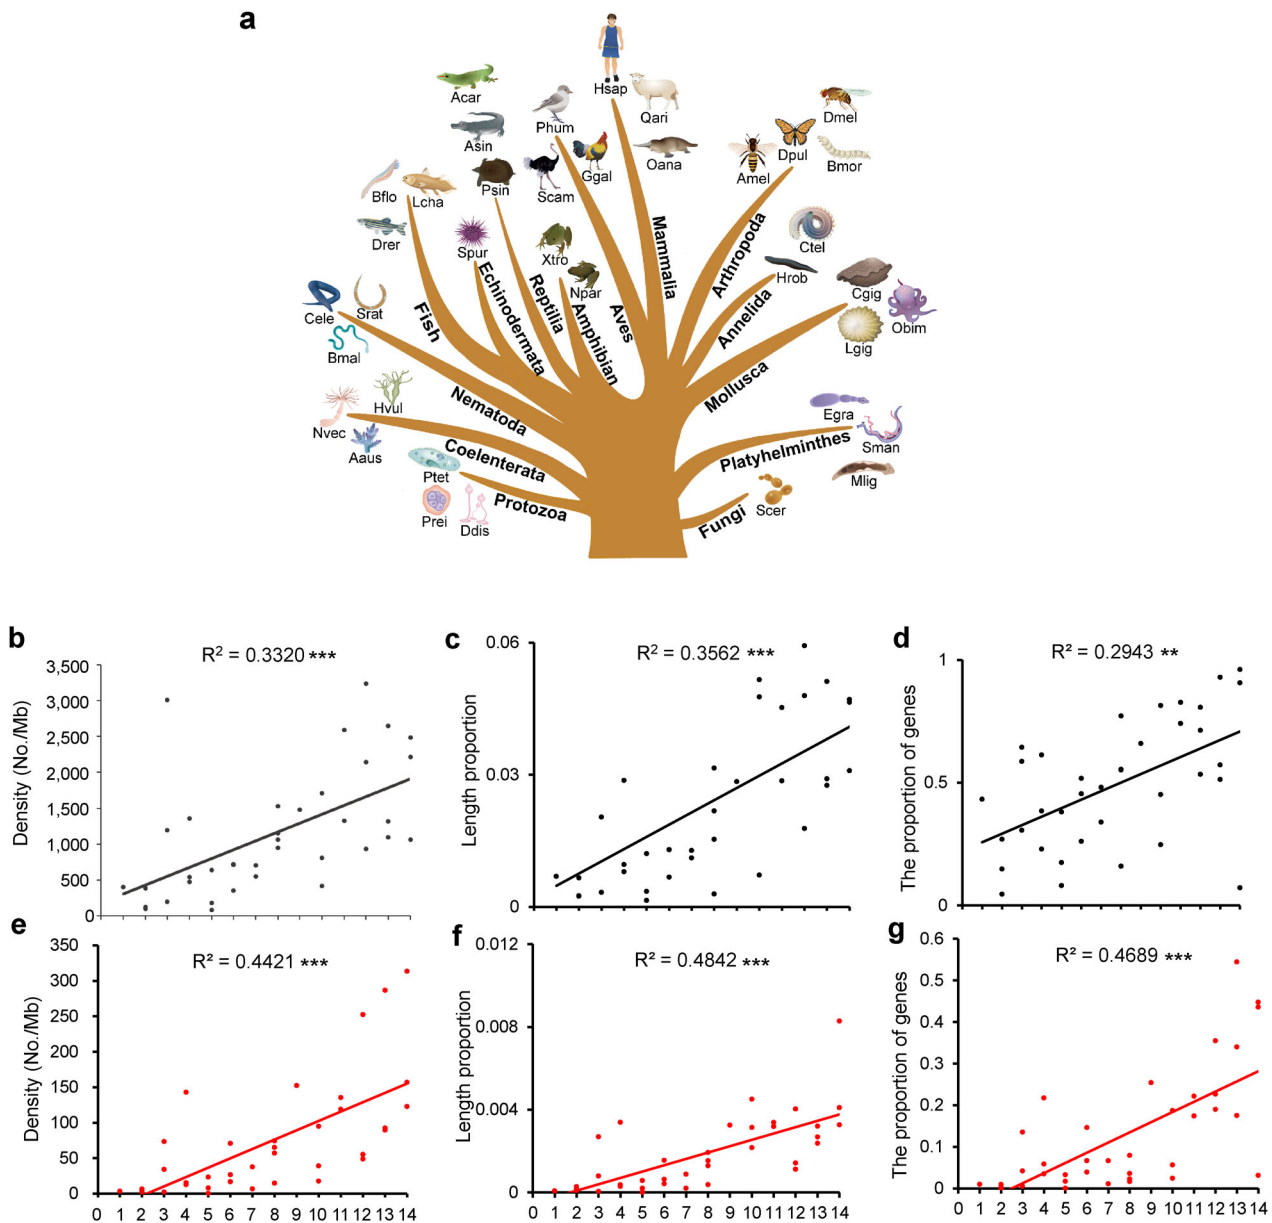 a
Hsap
Acar
Qari
Dmel
Phum
Asin
Oana
Dpul
Bmor
Amel
Ggal
Scam
Psin
Bflo
Lcha
Drer
Spur
Xtro
Npar
Ctel
Hrob
Cgig
Obim
Lgig
Cele
Srat
Bmal
Fish
Echinodermata
Reptilia
Amphibian
Aves
Mammalia
Arthropoda
Annelida
Mollusca
Nvec
Hvul
Aaus
Nematoda
Coelenterata
Egra
Sman
Mlig
Platyhelminthes
Ptet
Prei
Ddis
Protozoa
Fungi
Scer
b
R² = 0.3320 ***
Density (No./Mb)
3,500
3,000
2,500
2,000
1,500
1,000
500
0
c
R² = 0.3562 ***
Length proportion
0.06
0.03
0
d
R² = 0.2943 **
The proportion of genes
1
0.5
0
e
R² = 0.4421 ***
Density (No./Mb)
350
300
250
200
150
100
50
0
0 1 2 3 4 5 6 7 8 9 10 11 12 13 14
f
R² = 0.4842 ***
Length proportion
0.012
0.008
0.004
0
0 1 2 3 4 5 6 7 8 9 10 11 12 13 14
g
R² = 0.4689 ***
The proportion of genes
0.6
0.5
0.4
0.3
0.2
0.1
0
0 1 2 3 4 5 6 7 8 9 10 11 12 13 14